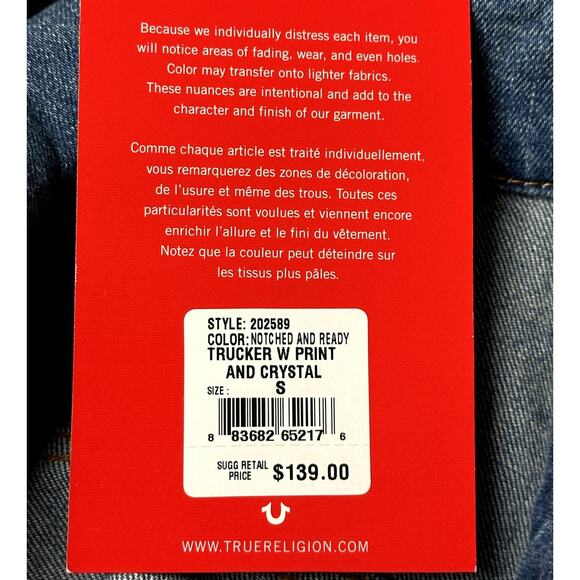 Because we individually distress each item, you
will notice areas of fading, wear, and even holes.
Color may transfer onto lighter fabrics.
These nuances are intentional and add to the
character and finish of our garment.
Comme chaque article est traité individuellement,
vous remarquerez des zones de décoloration,
de l'usure et même des trous. Toutes ces
particularités sont voulues et viennent encore
enrichir l'allure et le fini du vêtement.
Notez que la couleur peut déteindre sur
les tissus plus pâles.
STYLE: 202589
COLOR: NOTCHED AND READY
TRUCKER W PRINT
AND CRYSTAL
SIZE: S
8 83682 65217 6
SUGG RETAIL
PRICE $139.00
WWW.TRUERELIGION.COM